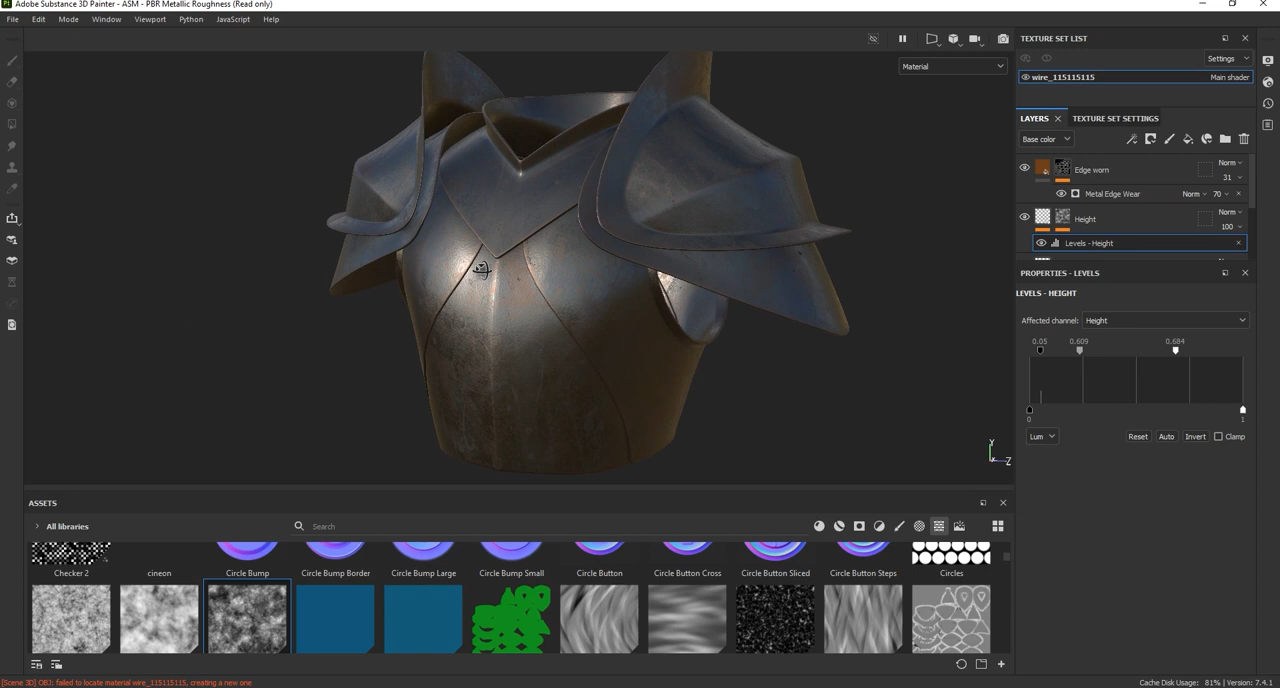 Adobe Substance 3D Painter - ASM - PBR Metallic Roughness (Read only)
File Edit Mode Window Viewport Python JavaScript Help
Material
TEXTURE SET LIST
Settings
wire_115115115 Main shader
LAYERS TEXTURE SET SETTINGS
Base color
Edge worn Norm
31
Metal Edge Wear Norm 70
Height Norm
100
Levels - Height
PROPERTIES - LEVELS
LEVELS - HEIGHT
Affected channel: Height
0.05 0.609 0.684
0 1
Lum Reset Auto Invert Clamp
Y
Z
ASSETS
All libraries Search
Checker 2 cineon Circle Bump Circle Bump Border Circle Bump Large Circle Bump Small Circle Button Circle Button Cross Circle Button Sliced Circle Button Steps Circles
[Scene 3D] OBJ: failed to locate material wire_115115115, creating a new one
Cache Disk Usage: 81% | Version: 7.4.1